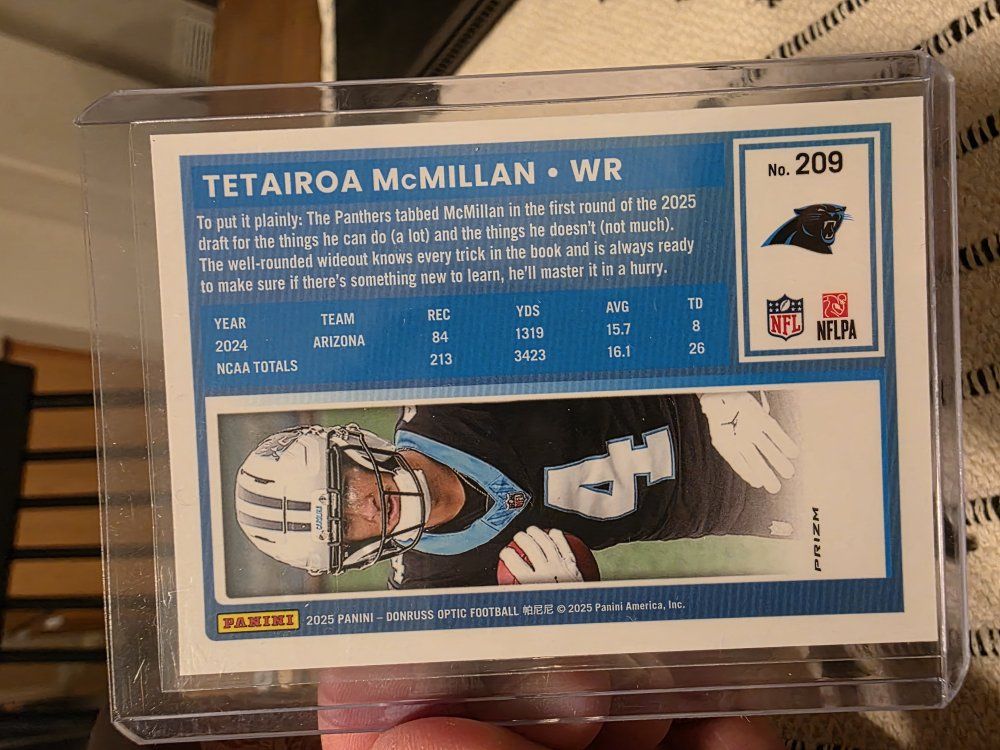 TETAIROA McMILLAN • WR
To put it plainly: The Panthers tabbed McMillan in the first round of the 2025
draft for the things he can do (a lot) and the things he doesn't (not much).
The well-rounded wideout knows every trick in the book and is always ready
to make sure if there's something new to learn, he'll master it in a hurry.
YEAR TEAM REC YDS AVG TD
2024 ARIZONA 84 1319 15.7 8
NCAA TOTALS 213 3423 16.1 26
No. 209
NFL
NFLPA
CAROLINA
4
PRIZM
PANINI
2025 PANINI – DONRUSS OPTIC FOOTBALL 帕尼尼 © 2025 Panini America, Inc.